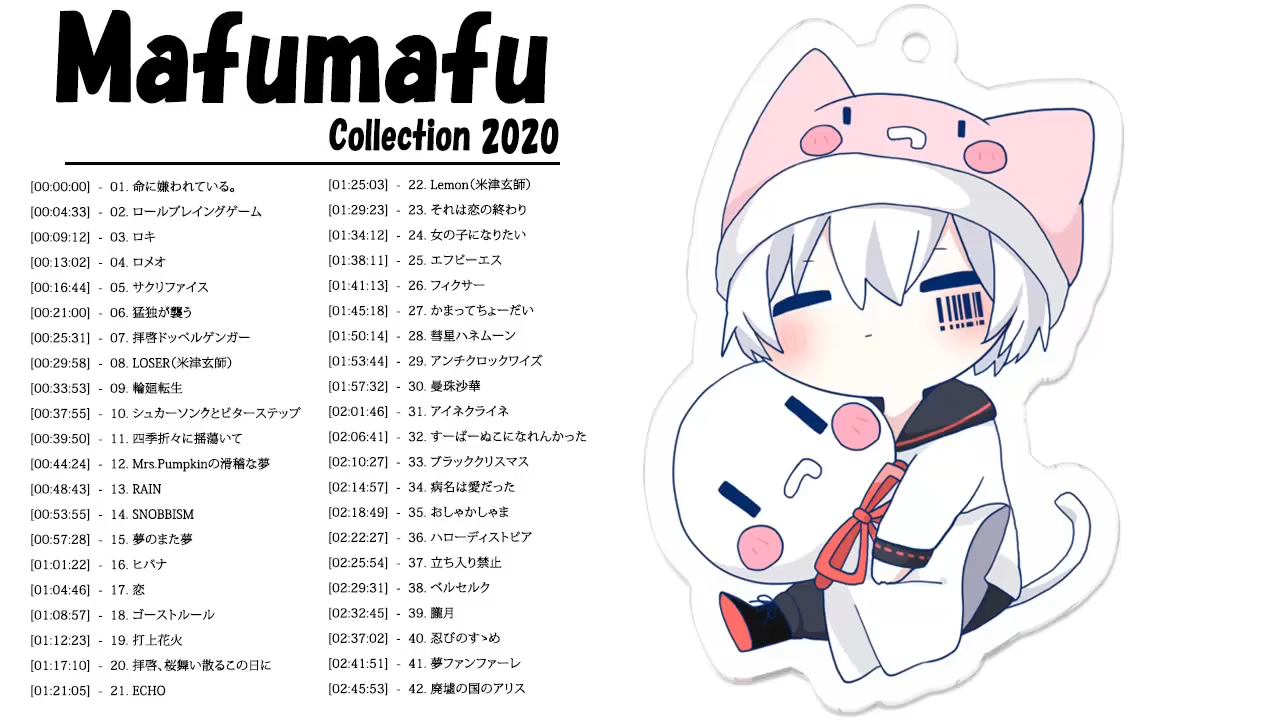 Mafumafu
Collection 2020
[00:00:00] - 01. 命に嫌われている。
[00:04:33] - 02. ロールプレイングゲーム
[00:09:12] - 03. ロキ
[00:13:02] - 04. ロメオ
[00:16:44] - 05. サクリファイス
[00:21:00] - 06. 猛独が襲う
[00:25:31] - 07. 拝啓ドッペルゲンガー
[00:29:58] - 08. LOSER（米津玄師）
[00:33:53] - 09. 輪廻転生
[00:37:55] - 10. シュガーソングとビターステップ
[00:39:50] - 11. 四季折々に揺蕩いて
[00:44:24] - 12. Mrs.Pumpkinの滑稽な夢
[00:48:43] - 13. RAIN
[00:53:55] - 14. SNOBBISM
[00:57:28] - 15. 夢のまた夢
[01:01:22] - 16. ヒバナ
[01:04:46] - 17. 恋
[01:08:57] - 18. ゴーストルール
[01:12:23] - 19. 打上花火
[01:17:10] - 20. 拝啓、桜舞い散るこの日に
[01:21:05] - 21. ECHO
[01:25:03] - 22. Lemon（米津玄師）
[01:29:23] - 23. それは恋の終わり
[01:34:12] - 24. 女の子になりたい
[01:38:11] - 25. エフピーエス
[01:41:13] - 26. フィクサー
[01:45:18] - 27. かまってちょーだい
[01:50:14] - 28. 彗星ハネムーン
[01:53:44] - 29. アンチクロックワイズ
[01:57:32] - 30. 曼珠沙華
[02:01:46] - 31. アイネクライネ
[02:06:41] - 32. すーぱーぬこになれんかった
[02:10:27] - 33. ブラッククリスマス
[02:14:57] - 34. 病名は愛だった
[02:18:49] - 35. おしゃかしゃま
[02:22:27] - 36. ハローディストピア
[02:25:54] - 37. 立ち入り禁止
[02:29:31] - 38. ベルセルク
[02:32:45] - 39. 朧月
[02:37:02] - 40. 忍びのすゝめ
[02:41:51] - 41. 夢ファンファーレ
[02:45:53] - 42. 廃墟の国のアリス